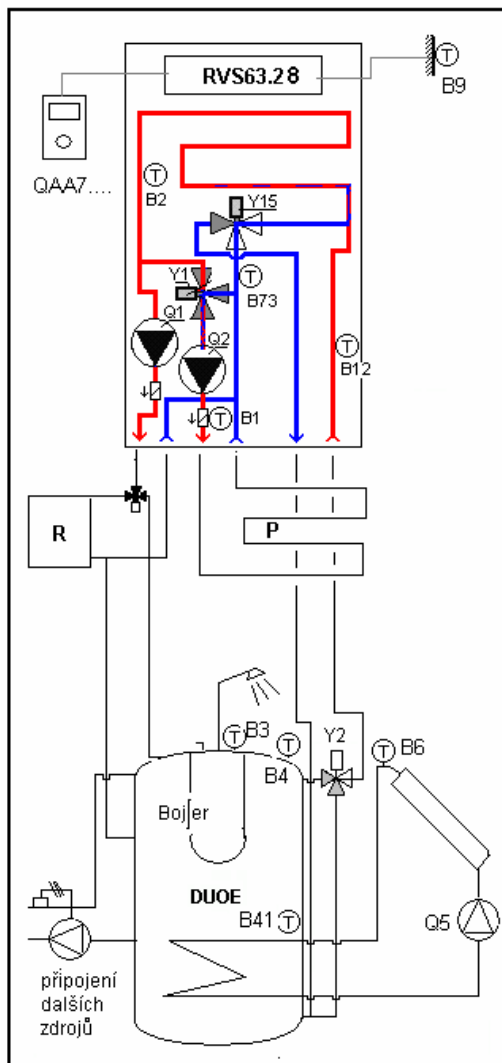 RVS63.28
T
B9
QAA7....
T
B2
Y15
Y1
T
B73
Q1
Q2
T
B12
T
B1
R
P
T
B3
T
B4
Y2
T
B6
Bojler
DUOE
B41
T
Q5
připojení
dalších
zdrojů